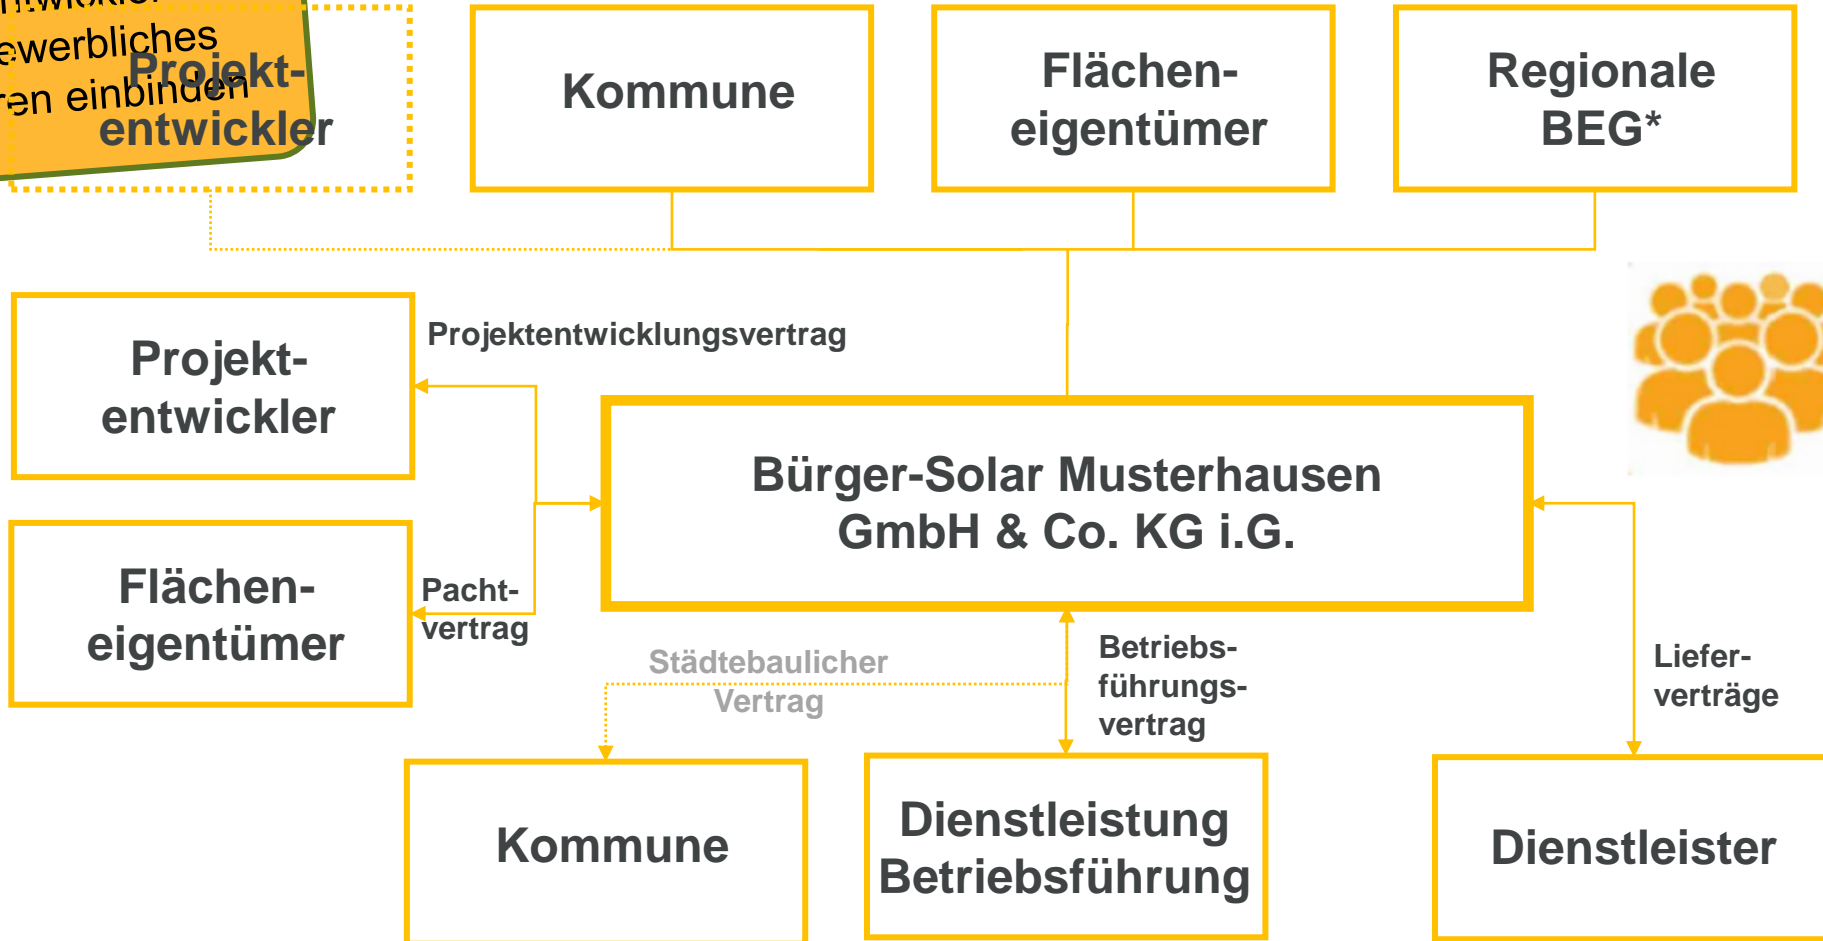 ewerbliches
ren einbinden
Projekt-
entwickler
Kommune
Flächen-
eigentümer
Regionale
BEG*
Projekt-
entwickler
Projektentwicklungsvertrag
Bürger-Solar Musterhausen
GmbH & Co. KG i.G.
Flächen-
eigentümer
Pacht-
vertrag
Städtebaulicher
Vertrag
Betriebs-
führungs-
vertrag
Liefer-
verträge
Kommune
Dienstleistung
Betriebsführung
Dienstleister